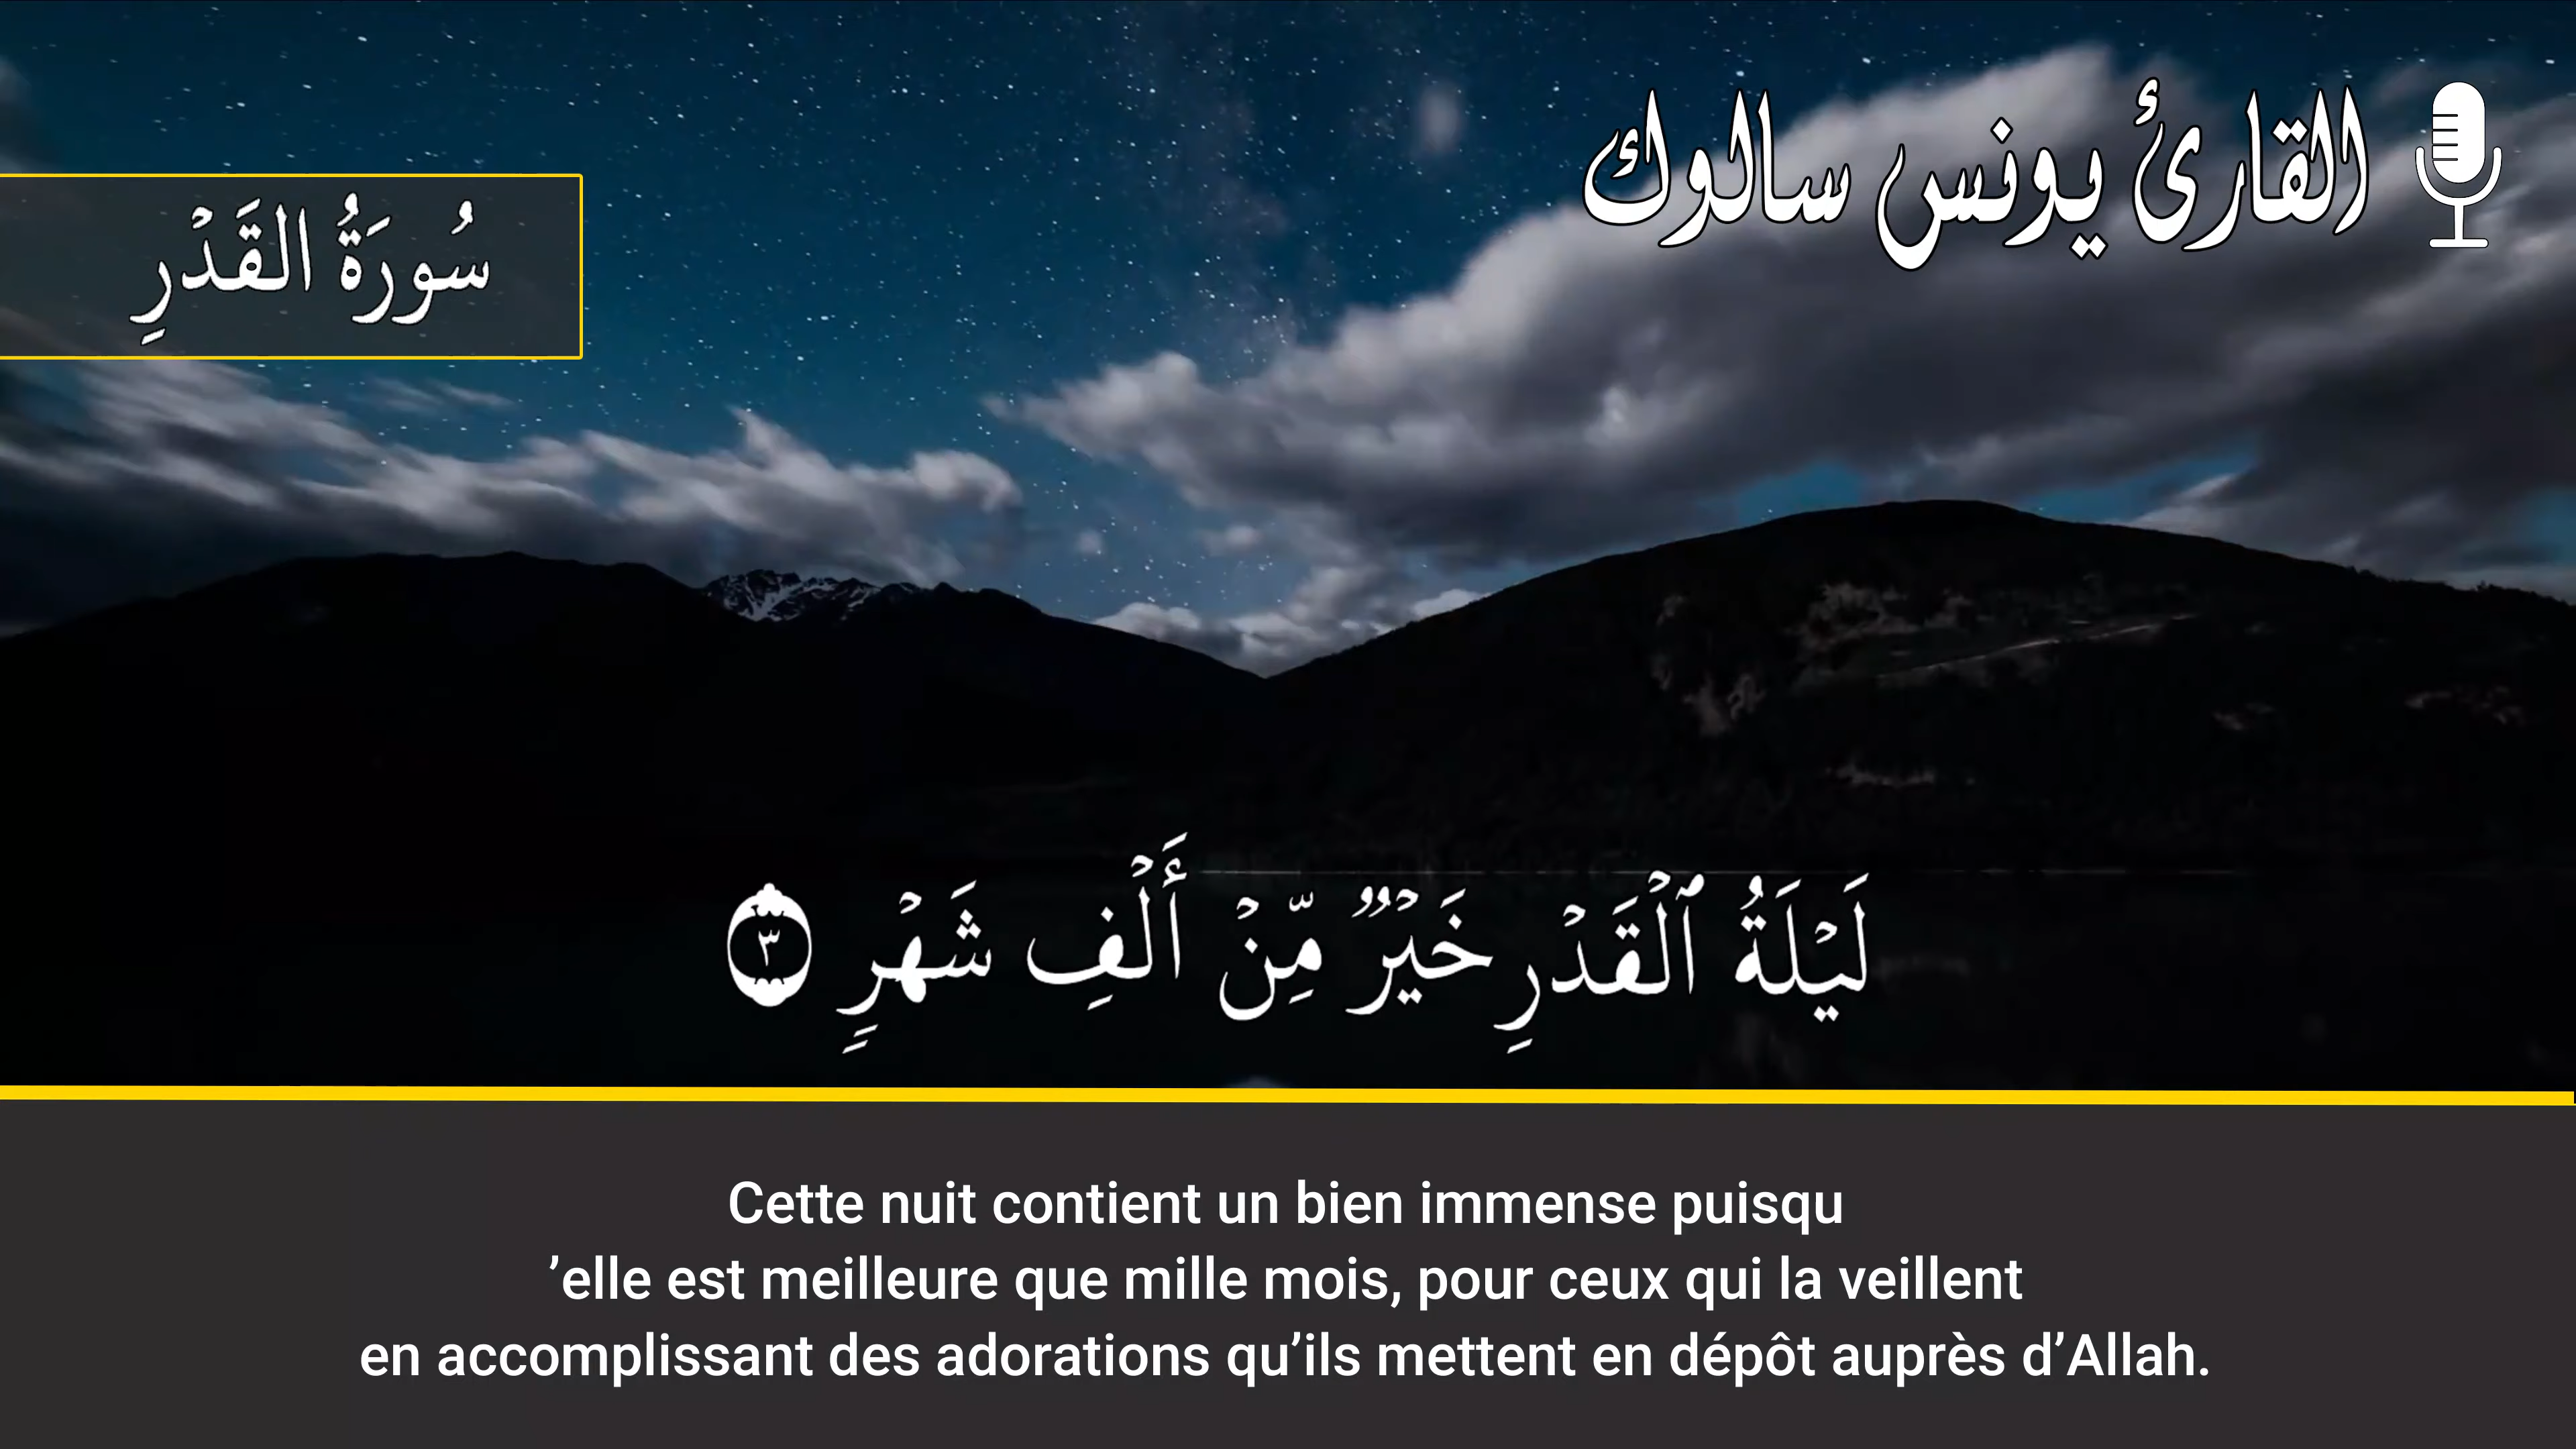 القارئ يونس سالوك
سُورَةُ القَدْرِ
لَيْلَةُ ٱلْقَدْرِ خَيْرٌ مِّنْ أَلْفِ شَهْرٍ ٣
Cette nuit contient un bien immense puisqu
’elle est meilleure que mille mois, pour ceux qui la veillent
en accomplissant des adorations qu’ils mettent en dépôt auprès d’Allah.